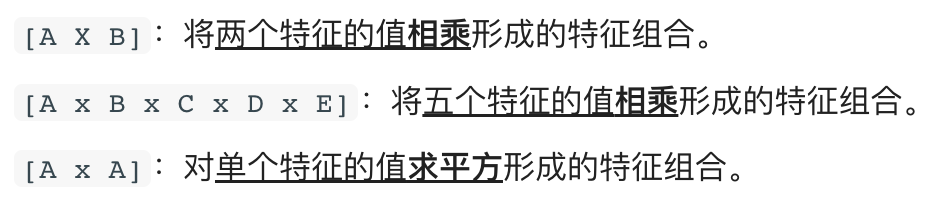 [A X B]：将两个特征的值相乘形成的特征组合。
[A x B x C x D x E]：将五个特征的值相乘形成的特征组合。
[A x A]：对单个特征的值求平方形成的特征组合。